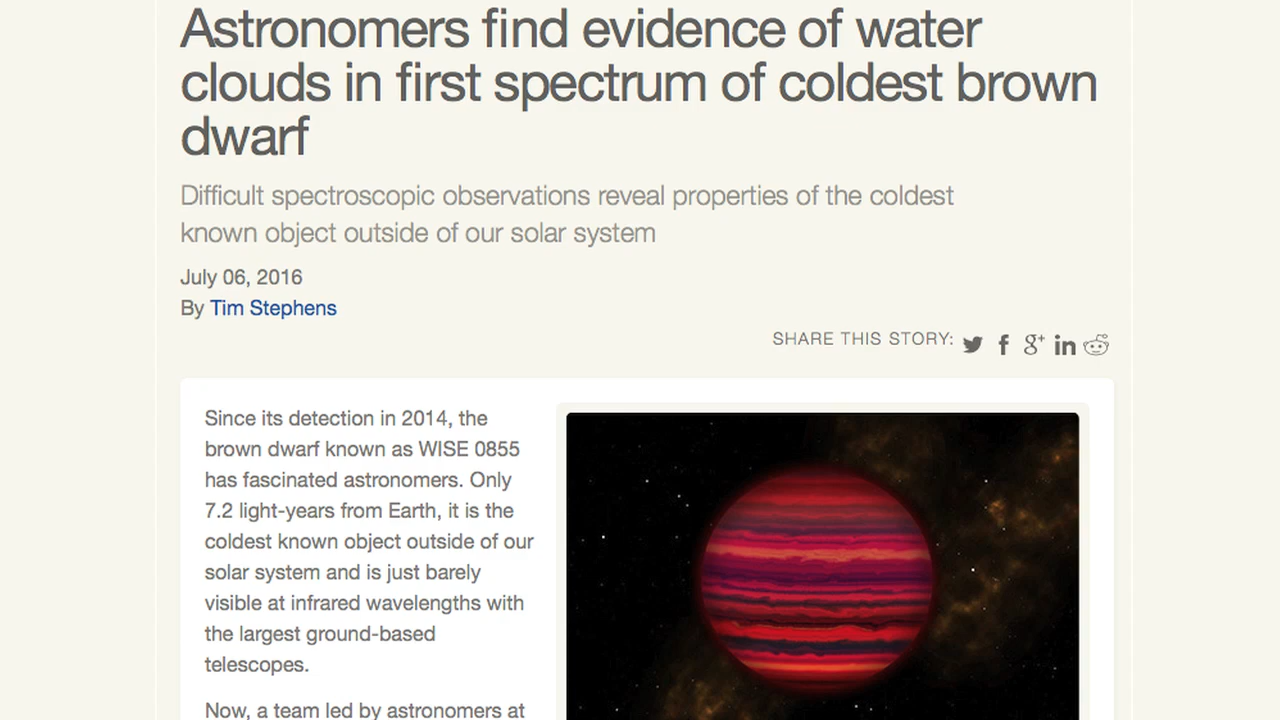 Astronomers find evidence of water
clouds in first spectrum of coldest brown
dwarf
Difficult spectroscopic observations reveal properties of the coldest
known object outside of our solar system
July 06, 2016
By Tim Stephens
SHARE THIS STORY:
Since its detection in 2014, the
brown dwarf known as WISE 0855
has fascinated astronomers. Only
7.2 light-years from Earth, it is the
coldest known object outside of our
solar system and is just barely
visible at infrared wavelengths with
the largest ground-based
telescopes.
Now, a team led by astronomers at